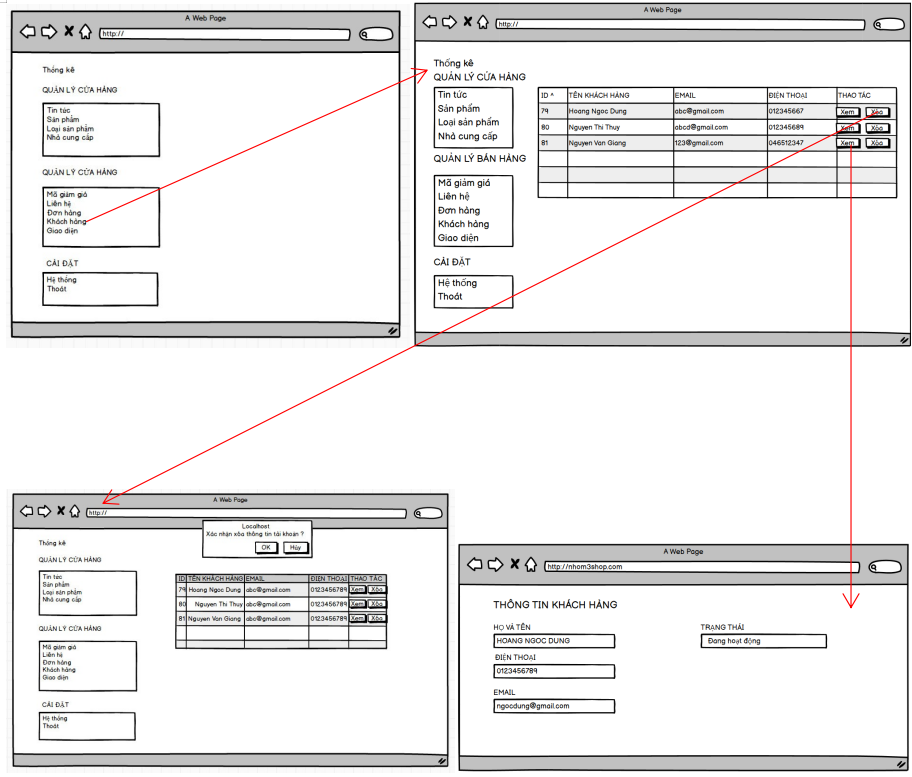 A Web Page
http://
Thống kê
QUẢN LÝ CỬA HÀNG
Tin tức
Sản phẩm
Loại sản phẩm
Nhà cung cấp
QUẢN LÝ CỬA HÀNG
Mã giảm giá
Liên hệ
Đơn hàng
Khách hàng
Giao diện
CÀI ĐẶT
Hệ thống
Thoát
A Web Page
http://
Thống kê
QUẢN LÝ CỬA HÀNG
Tin tức
Sản phẩm
Loại sản phẩm
Nhà cung cấp
QUẢN LÝ BÁN HÀNG
Mã giảm giá
Liên hệ
Đơn hàng
Khách hàng
Giao diện
CÀI ĐẶT
Hệ thống
Thoát
ID ^ TÊN KHÁCH HÀNG EMAIL ĐIỆN THOẠI THAO TÁC
79 Hoang Ngoc Dung abc@gmail.com 012345667 Xem Xóa
80 Nguyen Thi Thuy abcd@gmail.com 012345689 Xem Xóa
81 Nguyen Van Giang 123@gmail.com 046512347 Xem Xóa
A Web Page
http://
Localhost
Xác nhận xóa thông tin tài khoản ?
OK Hủy
Thống kê
QUẢN LÝ CỬA HÀNG
Tin tức
Sản phẩm
Loại sản phẩm
Nhà cung cấp
QUẢN LÝ CỬA HÀNG
Mã giảm giá
Liên hệ
Đơn hàng
Khách hàng
Giao diện
CÀI ĐẶT
Hệ thống
Thoát
ID TÊN KHÁCH HÀNG EMAIL ĐIỆN THOẠI THAO TÁC
79 Hoang Ngoc Dung abc@gmail.com 0123456789 Xem Xóa
80 Nguyen Thi Thuy abc@gmail.com 0123456789 Xem Xóa
81 Nguyen Van Giang abc@gmail.com 0123456789 Xem Xóa
A Web Page
http://nhom3shop.com
THÔNG TIN KHÁCH HÀNG
HỌ VÀ TÊN
HOANG NGOC DUNG
ĐIỆN THOẠI
0123456789
EMAIL
ngocdung@gmail.com
TRẠNG THÁI
Đang hoạt động